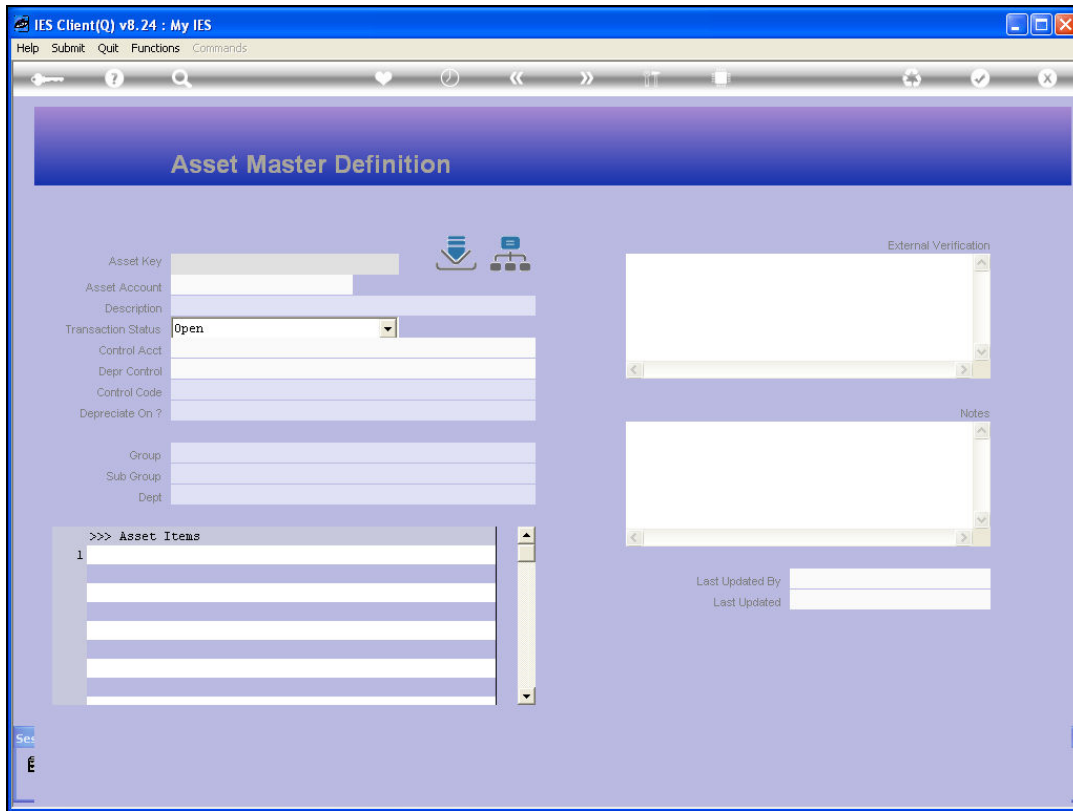 IES Client(Q) v8.24 : My IES
Help Submit Quit Functions Commands
Asset Master Definition
Asset Key
External Verification
Asset Account
Description
Transaction Status Open
Control Acct
Depr Control
Control Code
Depreciate On ?
Notes
Group
Sub Group
Dept
>>> Asset Items
1
Last Updated By
Last Updated